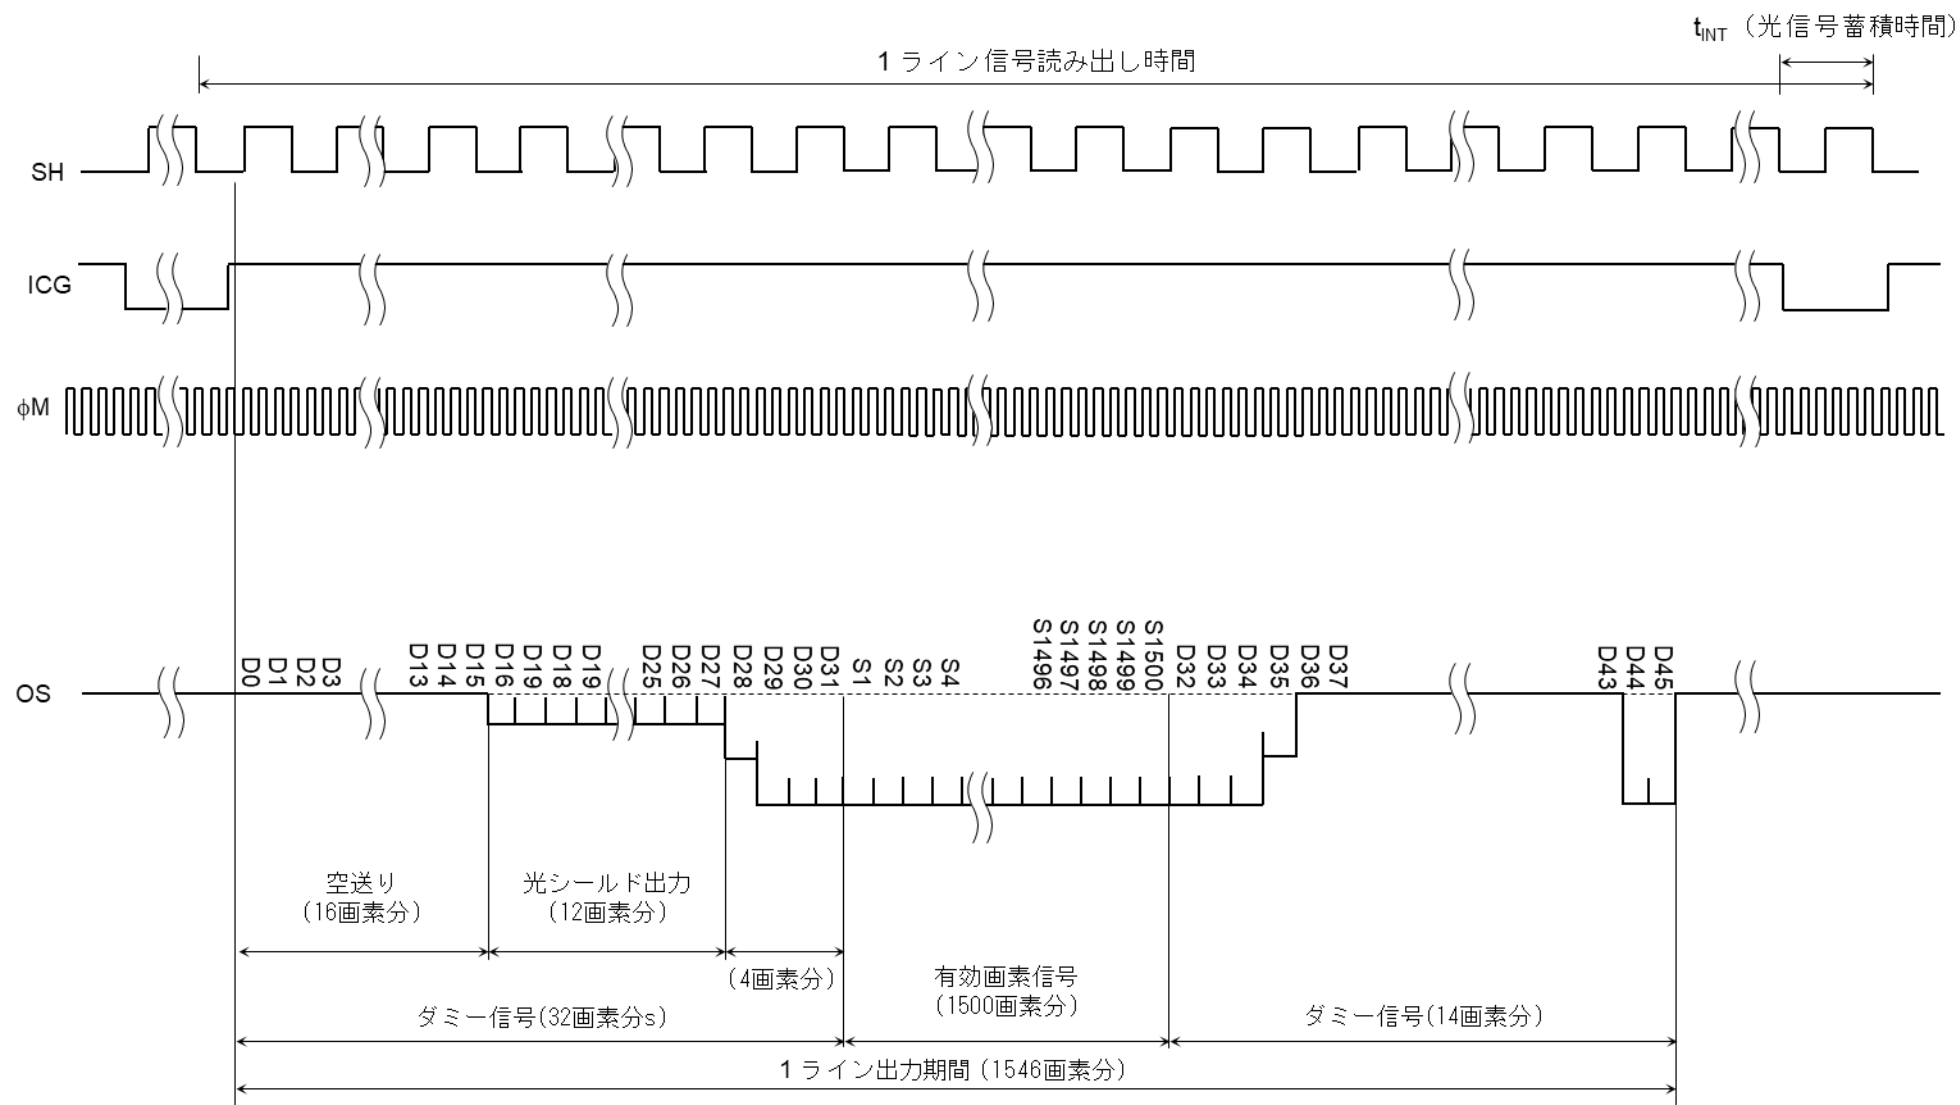 tINT (光信号蓄積時間)
1 ライン信号読み出し時間
SH
ICG
φM
D0
D1
D2
D3
D13
D14
D15
D16
D19
D18
D19
D25
D26
D27
D28
D29
D30
D31
S1
S2
S3
S4
S1496
S1497
S1498
S1499
S1500
D32
D33
D34
D35
D36
D37
D43
D44
D45
OS
空送り
(16画素分)
光シールド出力
(12画素分)
(4画素分)
有効画素信号
(1500画素分)
ダミー信号(32画素分s)
ダミー信号(14画素分)
1 ライン出力期間 (1546画素分)